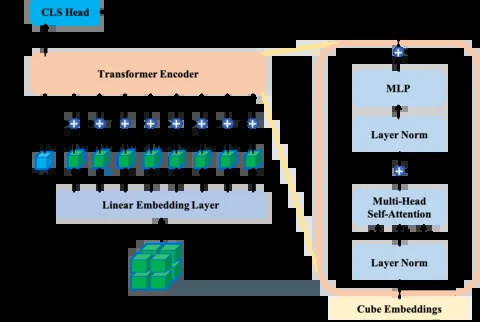 CLS Head
Transformer Encoder
Linear Embedding Layer
MLP
Layer Norm
Multi-Head
Self-Attention
Layer Norm
Cube Embeddings